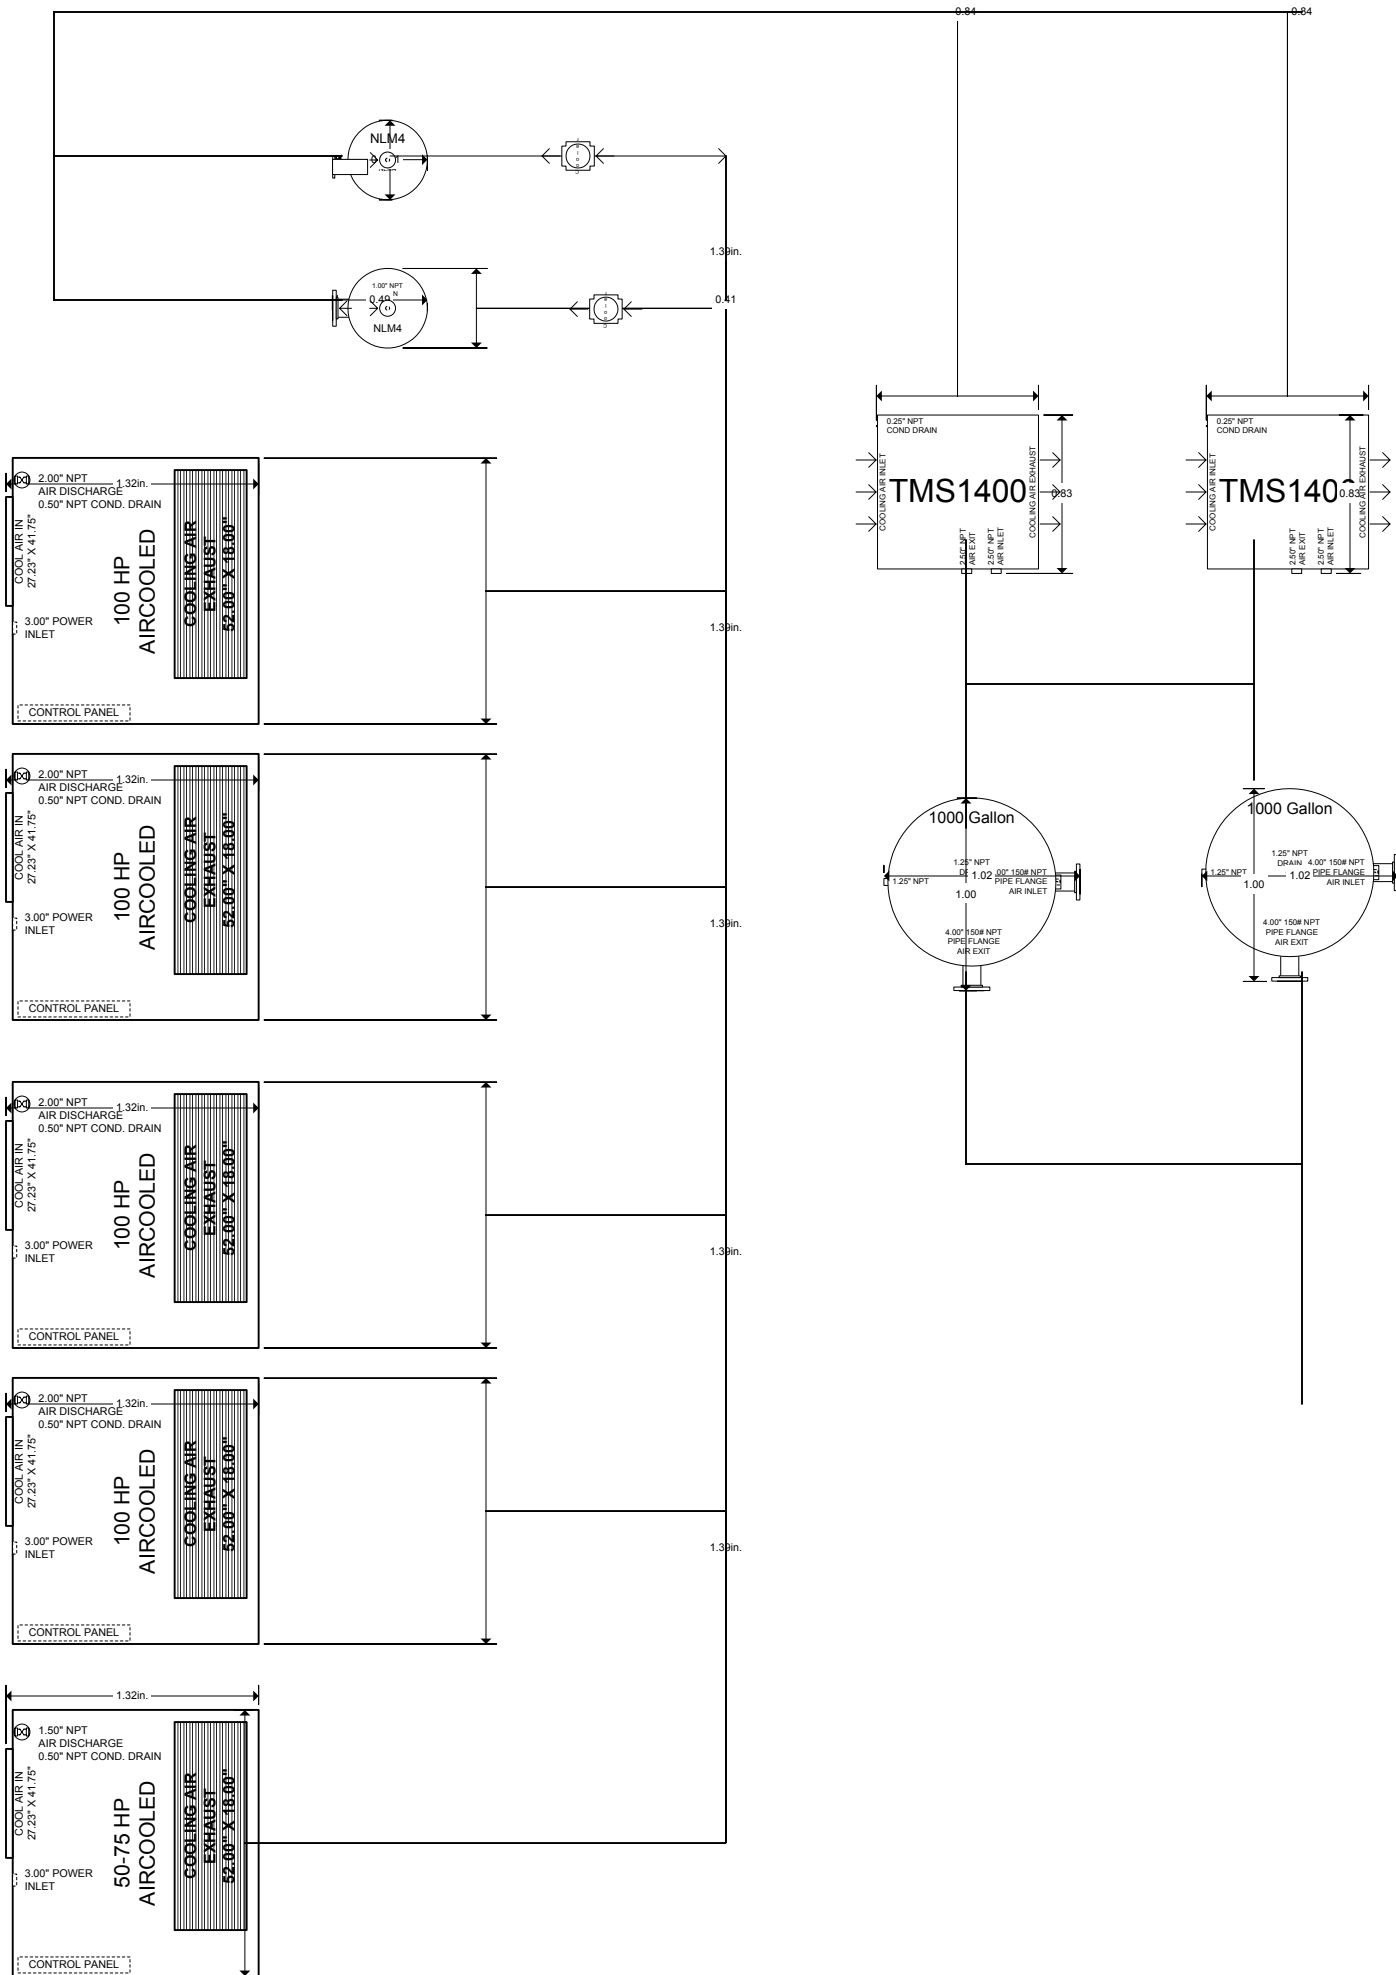 0.84
0.84
NLM4
1.39in.
1.00" NPT
N
0.49
0.41
NLM4
0.25" NPT
COND DRAIN
COOLING AIR INLET
TMS1400
COOLING AIR EXHAUST
0.83
2.50" NPT
AIR EXIT
2.50" NPT
AIR INLET
0.25" NPT
COND DRAIN
COOLING AIR INLET
TMS140
COOLING AIR EXHAUST
0.83
2.50" NPT
AIR EXIT
2.50" NPT
AIR INLET
2.00" NPT
1.32in.
AIR DISCHARGE
0.50" NPT COND. DRAIN
COOL AIR IN
27.23" X 41.75"
100 HP
AIRCOOLED
COOLING AIR
EXHAUST
52.00" X 18.00"
3.00" POWER
INLET
CONTROL PANEL
1.39in.
2.00" NPT
1.32in.
AIR DISCHARGE
0.50" NPT COND. DRAIN
COOL AIR IN
27.23" X 41.75"
100 HP
AIRCOOLED
COOLING AIR
EXHAUST
52.00" X 18.00"
3.00" POWER
INLET
CONTROL PANEL
1.39in.
1000 Gallon
1.25" NPT
1.25" NPT
1.02
00" 150# NPT
PIPE FLANGE
AIR INLET
1.00
4.00" 150# NPT
PIPE FLANGE
AIR EXIT
1000 Gallon
1.25" NPT
DRAIN
1.25" NPT
1.02
4.00" 150# NPT
PIPE FLANGE
AIR INLET
1.00
4.00" 150# NPT
PIPE FLANGE
AIR EXIT
2.00" NPT
1.32in.
AIR DISCHARGE
0.50" NPT COND. DRAIN
COOL AIR IN
27.23" X 41.75"
100 HP
AIRCOOLED
COOLING AIR
EXHAUST
52.00" X 18.00"
3.00" POWER
INLET
CONTROL PANEL
1.39in.
2.00" NPT
1.32in.
AIR DISCHARGE
0.50" NPT COND. DRAIN
COOL AIR IN
27.23" X 41.75"
100 HP
AIRCOOLED
COOLING AIR
EXHAUST
52.00" X 18.00"
3.00" POWER
INLET
CONTROL PANEL
1.39in.
1.32in.
1.50" NPT
AIR DISCHARGE
0.50" NPT COND. DRAIN
COOL AIR IN
27.23" X 41.75"
50-75 HP
AIRCOOLED
COOLING AIR
EXHAUST
52.00" X 18.00"
3.00" POWER
INLET
CONTROL PANEL